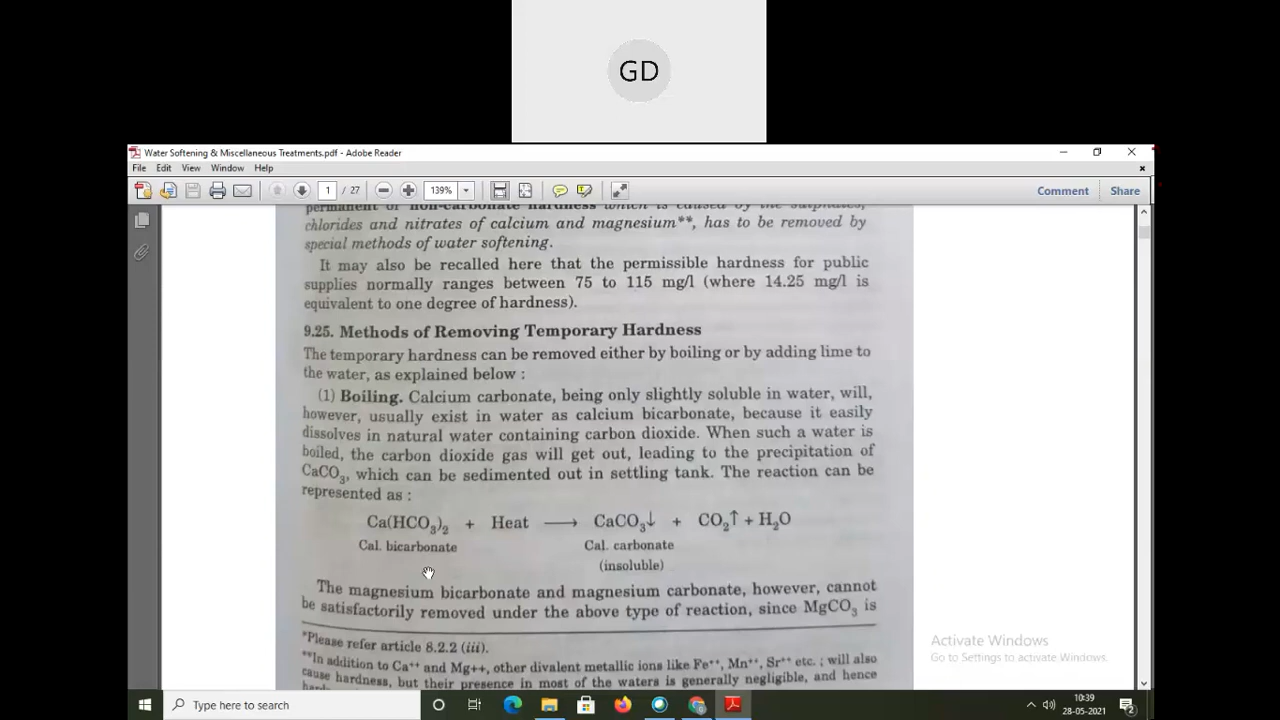 GD
Water Softening & Miscellaneous Treatments.pdf - Adobe Reader
File Edit View Window Help
1 / 27 139% Comment Share
permanent or non-carbonate hardness which is caused by the sulphates,
chlorides and nitrates of calcium and magnesium**, has to be removed by
special methods of water softening.
It may also be recalled here that the permissible hardness for public
supplies normally ranges between 75 to 115 mg/l (where 14.25 mg/l is
equivalent to one degree of hardness).
9.25. Methods of Removing Temporary Hardness
The temporary hardness can be removed either by boiling or by adding lime to
the water, as explained below :
(1) Boiling. Calcium carbonate, being only slightly soluble in water, will,
however, usually exist in water as calcium bicarbonate, because it easily
dissolves in natural water containing carbon dioxide. When such a water is
boiled, the carbon dioxide gas will get out, leading to the precipitation of
CaCO₃, which can be sedimented out in settling tank. The reaction can be
represented as :
Ca(HCO₃)₂ + Heat ⟶ CaCO₃↓ + CO₂↑ + H₂O
Cal. bicarbonate Cal. carbonate
(insoluble)
The magnesium bicarbonate and magnesium carbonate, however, cannot
be satisfactorily removed under the above type of reaction, since MgCO₃ is
*Please refer article 8.2.2 (iii).
**In addition to Ca⁺⁺ and Mg++, other divalent metallic ions like Fe⁺⁺, Mn⁺⁺, Sr⁺⁺ etc. ; will also
cause hardness, but their presence in most of the waters is generally negligible, and hence
Activate Windows
Go to Settings to activate Windows.
Type here to search
10:39
28-05-2021
2